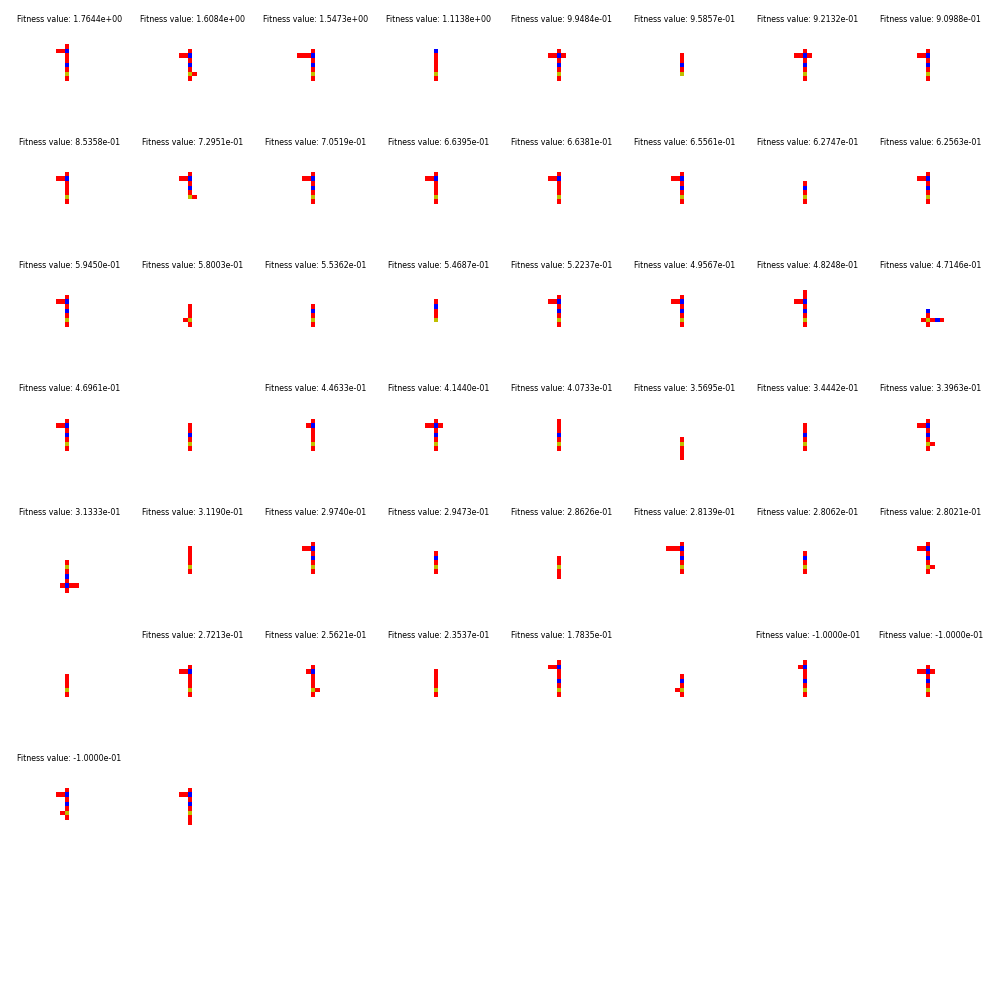 Fitness value: 1.7644e+00
Fitness value: 1.6084e+00
Fitness value: 1.5473e+00
Fitness value: 1.1138e+00
Fitness value: 9.9484e-01
Fitness value: 9.5857e-01
Fitness value: 9.2132e-01
Fitness value: 9.0988e-01
Fitness value: 8.5358e-01
Fitness value: 7.2951e-01
Fitness value: 7.0519e-01
Fitness value: 6.6395e-01
Fitness value: 6.6381e-01
Fitness value: 6.5561e-01
Fitness value: 6.2747e-01
Fitness value: 6.2563e-01
Fitness value: 5.9450e-01
Fitness value: 5.8003e-01
Fitness value: 5.5362e-01
Fitness value: 5.4687e-01
Fitness value: 5.2237e-01
Fitness value: 4.9567e-01
Fitness value: 4.8248e-01
Fitness value: 4.7146e-01
Fitness value: 4.6961e-01
Fitness value: 4.4633e-01
Fitness value: 4.1440e-01
Fitness value: 4.0733e-01
Fitness value: 3.5695e-01
Fitness value: 3.4442e-01
Fitness value: 3.3963e-01
Fitness value: 3.1333e-01
Fitness value: 3.1190e-01
Fitness value: 2.9740e-01
Fitness value: 2.9473e-01
Fitness value: 2.8626e-01
Fitness value: 2.8139e-01
Fitness value: 2.8062e-01
Fitness value: 2.8021e-01
Fitness value: 2.7213e-01
Fitness value: 2.5621e-01
Fitness value: 2.3537e-01
Fitness value: 1.7835e-01
Fitness value: -1.0000e-01
Fitness value: -1.0000e-01
Fitness value: -1.0000e-01